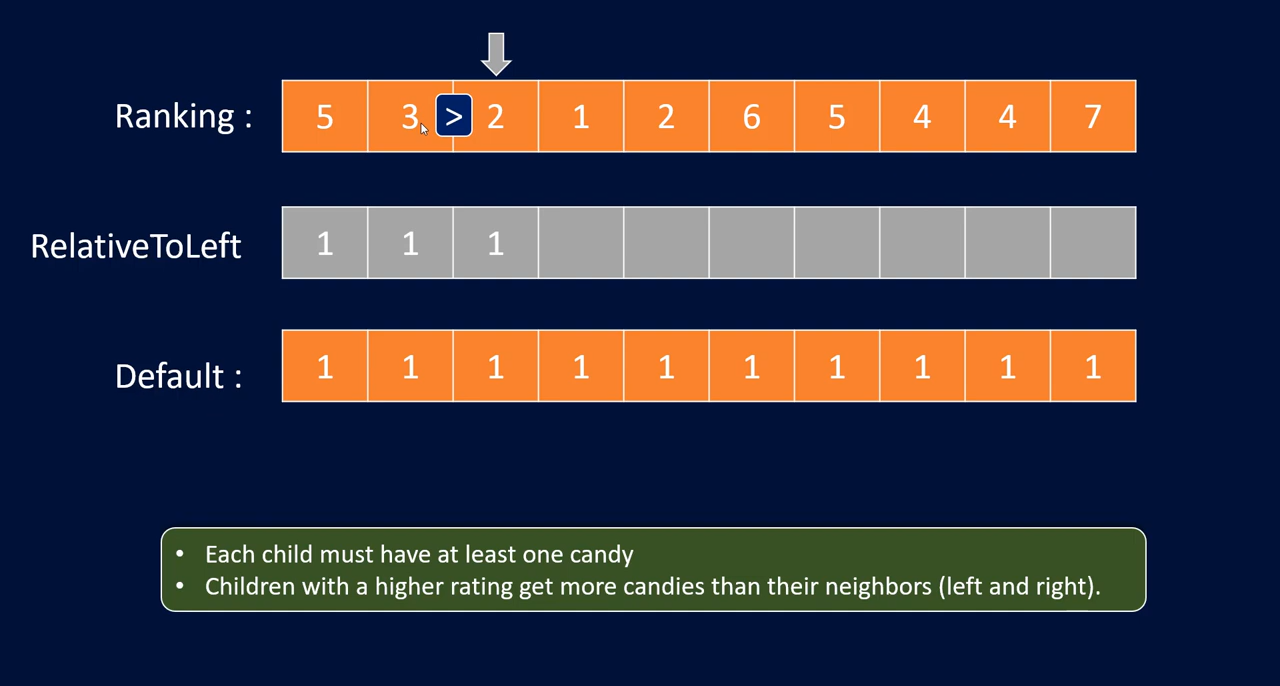 Ranking : 5 3 > 2 1 2 6 5 4 4 7
RelativeToLeft 1 1 1
Default : 1 1 1 1 1 1 1 1 1 1
• Each child must have at least one candy
• Children with a higher rating get more candies than their neighbors (left and right).